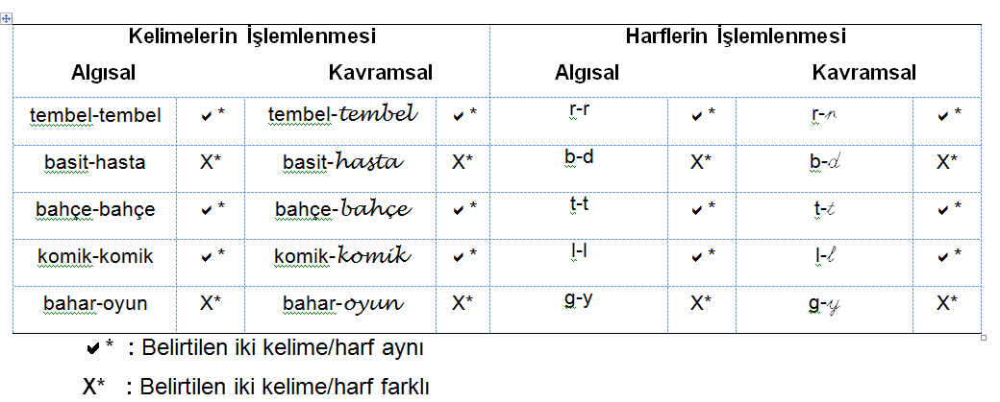 Kelimelerin İşlemlenmesi Harflerin İşlemlenmesi
Algısal Kavramsal Algısal Kavramsal
tembel-tembel ✔* tembel-tembel ✔* r-r ✔* r-r ✔*
basit-hasta X* basit-hasta X* b-d X* b-d X*
bahçe-bahçe ✔* bahçe-bahçe ✔* t-t ✔* t-t ✔*
komik-komik ✔* komik-komik ✔* l-l ✔* l-l ✔*
bahar-oyun X* bahar-oyun X* g-y X* g-y X*
✔* : Belirtilen iki kelime/harf aynı
X* : Belirtilen iki kelime/harf farklı